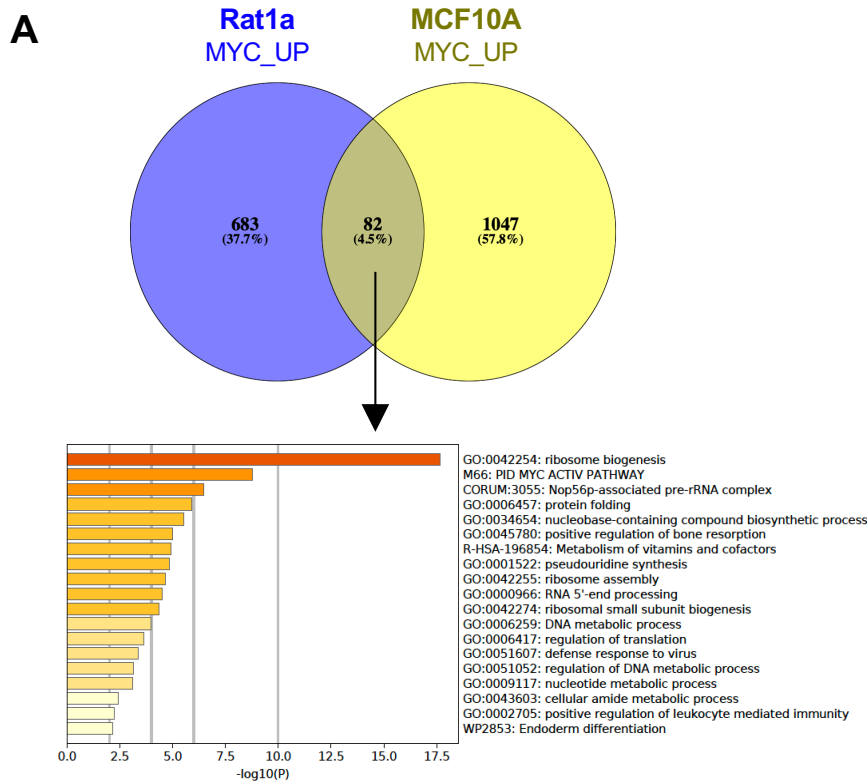 A
Rat1a
MYC_UP
MCF10A
MYC_UP
683
(37.7%)
82
(4.5%)
1047
(57.8%)
GO:0042254: ribosome biogenesis
M66: PID MYC ACTIV PATHWAY
CORUM:3055: Nop56p-associated pre-rRNA complex
GO:0006457: protein folding
GO:0034654: nucleobase-containing compound biosynthetic process
GO:0045780: positive regulation of bone resorption
R-HSA-196854: Metabolism of vitamins and cofactors
GO:0001522: pseudouridine synthesis
GO:0042255: ribosome assembly
GO:0000966: RNA 5'-end processing
GO:0042274: ribosomal small subunit biogenesis
GO:0006259: DNA metabolic process
GO:0006417: regulation of translation
GO:0051607: defense response to virus
GO:0051052: regulation of DNA metabolic process
GO:0009117: nucleotide metabolic process
GO:0043603: cellular amide metabolic process
GO:0002705: positive regulation of leukocyte mediated immunity
WP2853: Endoderm differentiation
0.0 2.5 5.0 7.5 10.0 12.5 15.0 17.5
-log10(P)